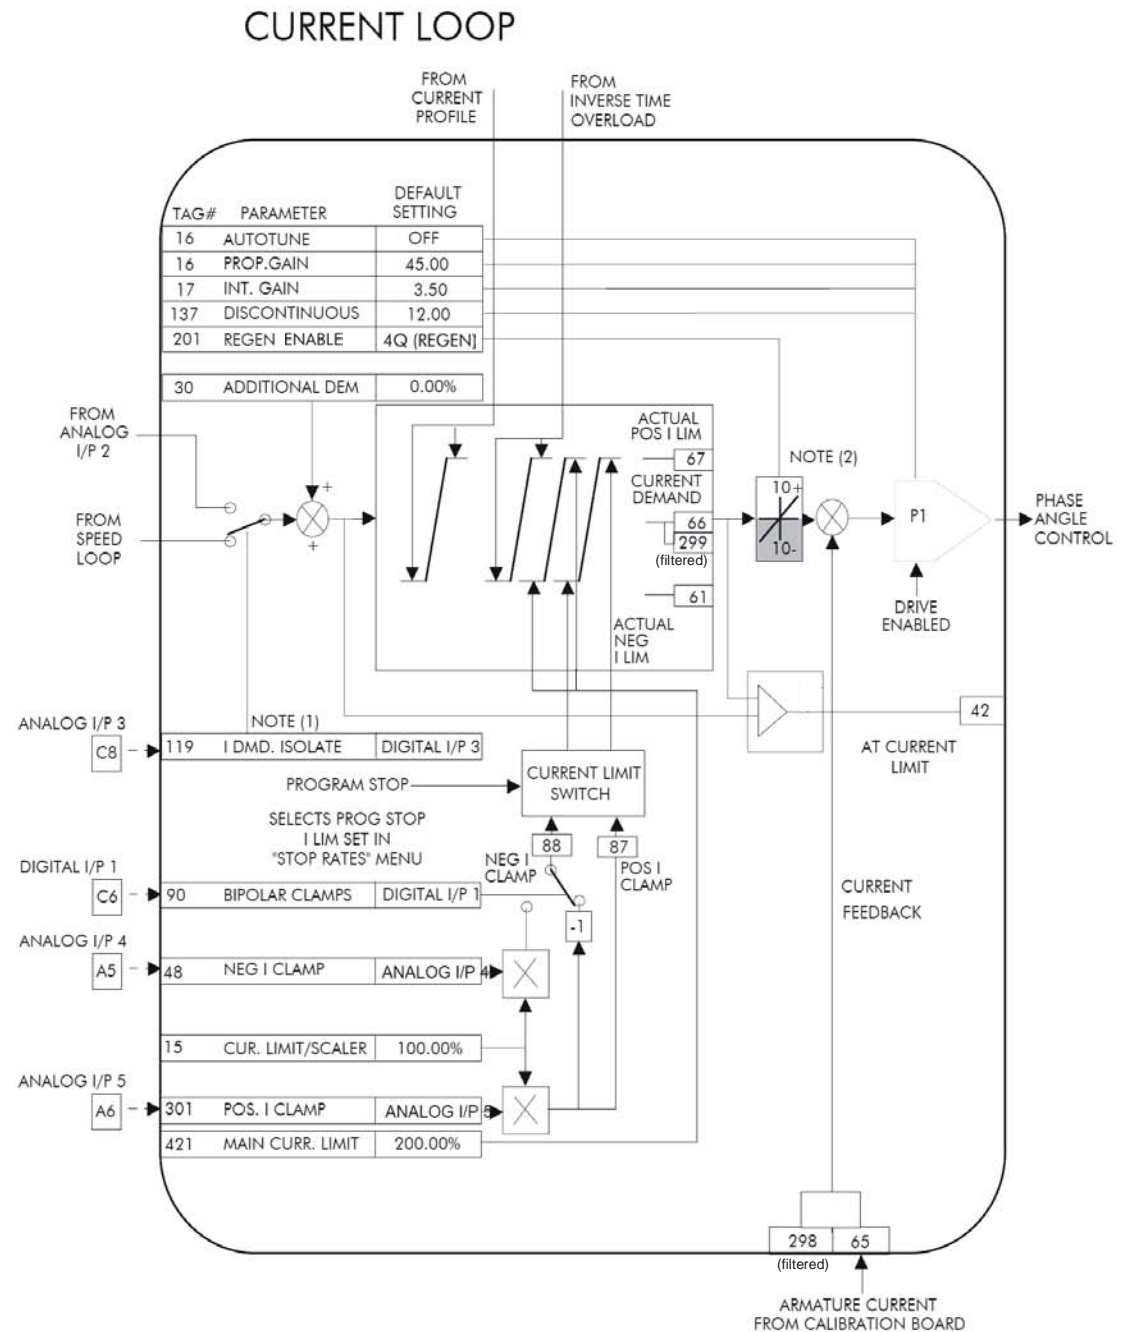 CURRENT LOOP
FROM
CURRENT
PROFILE
FROM
INVERSE TIME
OVERLOAD
TAG# PARAMETER DEFAULT
SETTING
16 AUTOTUNE OFF
16 PROP.GAIN 45.00
17 INT. GAIN 3.50
137 DISCONTINUOUS 12.00
201 REGEN ENABLE 4Q (REGEN]
30 ADDITIONAL DEM 0.00%
FROM
ANALOG
I/P 2
FROM
SPEED
LOOP
+
+
ACTUAL
POS I LIM
67
CURRENT
DEMAND
66
299
(filtered)
61
ACTUAL
NEG
I LIM
NOTE (2)
10+
10-
P1
PHASE
ANGLE
CONTROL
DRIVE
ENABLED
42
AT CURRENT
LIMIT
ANALOG I/P 3
C8
NOTE (1)
119 I DMD. ISOLATE DIGITAL I/P 3
PROGRAM STOP
CURRENT LIMIT
SWITCH
SELECTS PROG STOP
I LIM SET IN
"STOP RATES" MENU
88
87
NEG I
CLAMP
POS I
CLAMP
DIGITAL I/P 1
C6
90 BIPOLAR CLAMPS DIGITAL I/P 1
-1
CURRENT
FEEDBACK
ANALOG I/P 4
A5
48 NEG I CLAMP ANALOG I/P 4
15 CUR. LIMIT/SCALER 100.00%
ANALOG I/P 5
A6
301 POS. I CLAMP ANALOG I/P 5
421 MAIN CURR. LIMIT 200.00%
298 65
(filtered)
ARMATURE CURRENT
FROM CALIBRATION BOARD